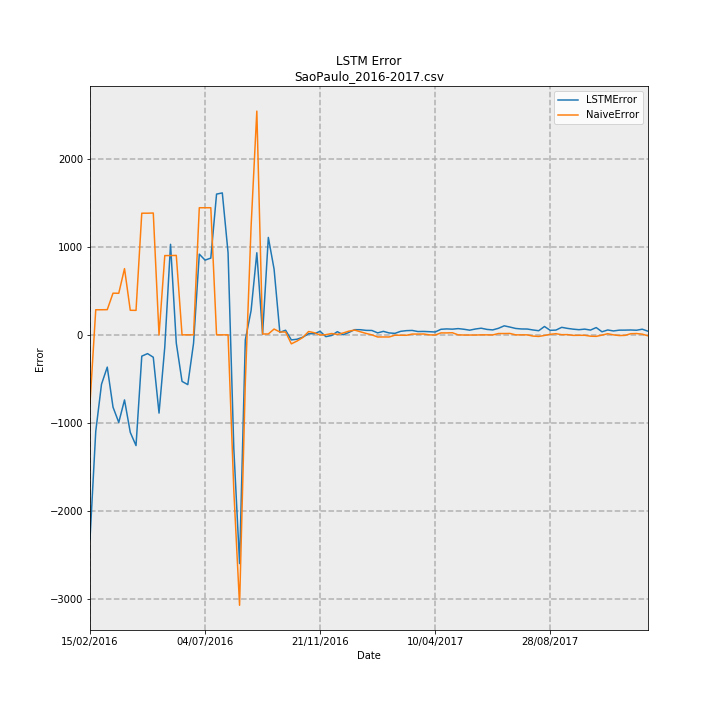 LSTM Error
SaoPaulo_2016-2017.csv
LSTMError
NaiveError
2000
1000
0
−1000
−2000
−3000
Error
15/02/2016
04/07/2016
21/11/2016
10/04/2017
28/08/2017
Date